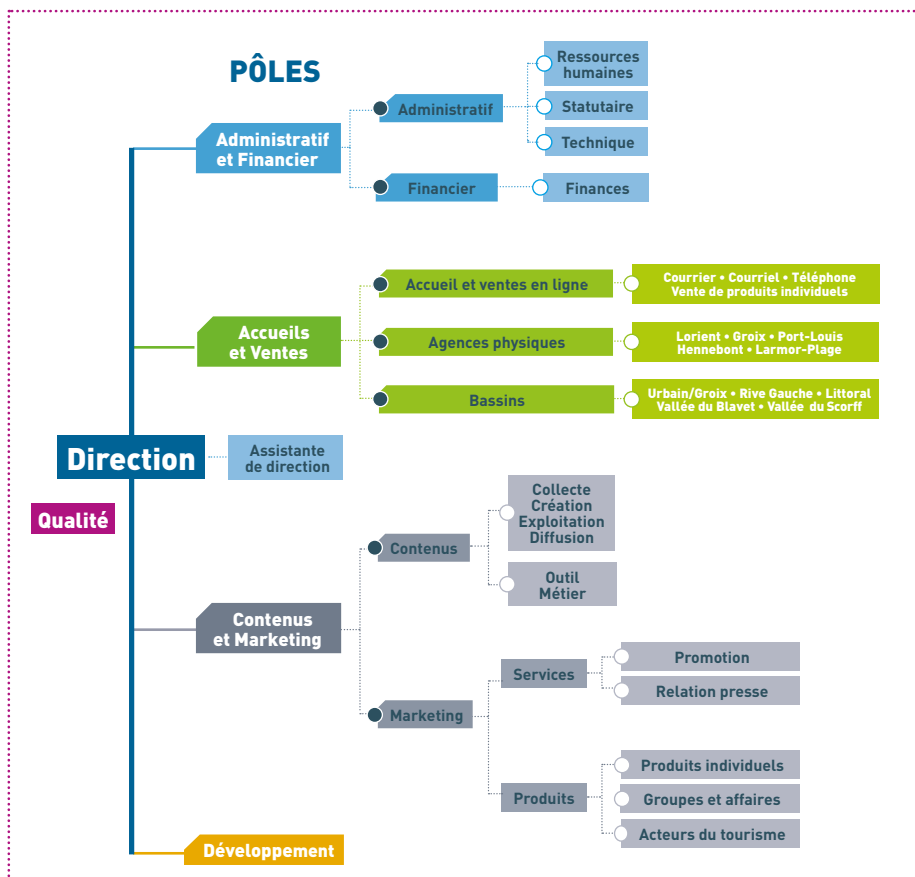 PÔLES
Administratif
et Financier
Administratif
Ressources
humaines
Statutaire
Technique
Financier
Finances
Accueils
et Ventes
Accueil et ventes en ligne
Courrier • Courriel • Téléphone
Vente de produits individuels
Agences physiques
Lorient • Groix • Port-Louis
Hennebont • Larmor-Plage
Bassins
Urbain/Groix • Rive Gauche • Littoral
Vallée du Blavet • Vallée du Scorff
Direction
Assistante
de direction
Qualité
Contenus
et Marketing
Contenus
Collecte
Création
Exploitation
Diffusion
Outil
Métier
Marketing
Services
Promotion
Relation presse
Produits
Produits individuels
Groupes et affaires
Acteurs du tourisme
Développement